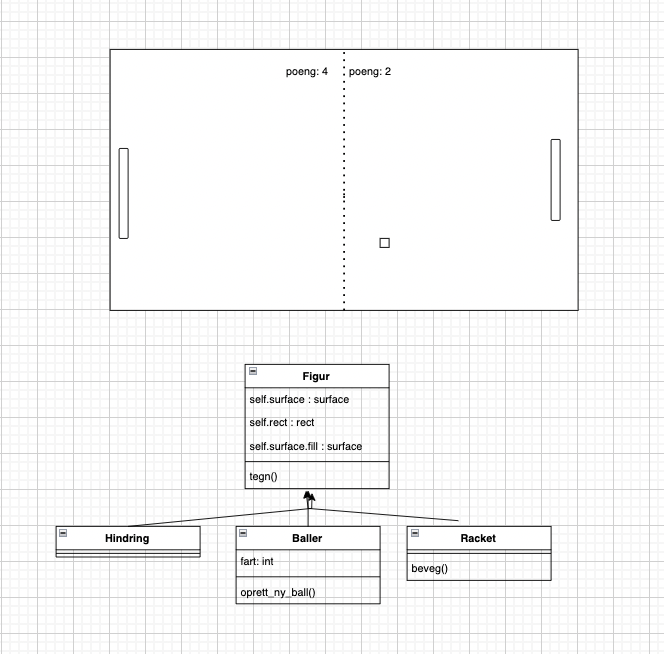 poeng: 4
poeng: 2
Figur
self.surface : surface
self.rect : rect
self.surface.fill : surface
tegn()
Hindring
Baller
fart: int
oprett_ny_ball()
Racket
beveg()